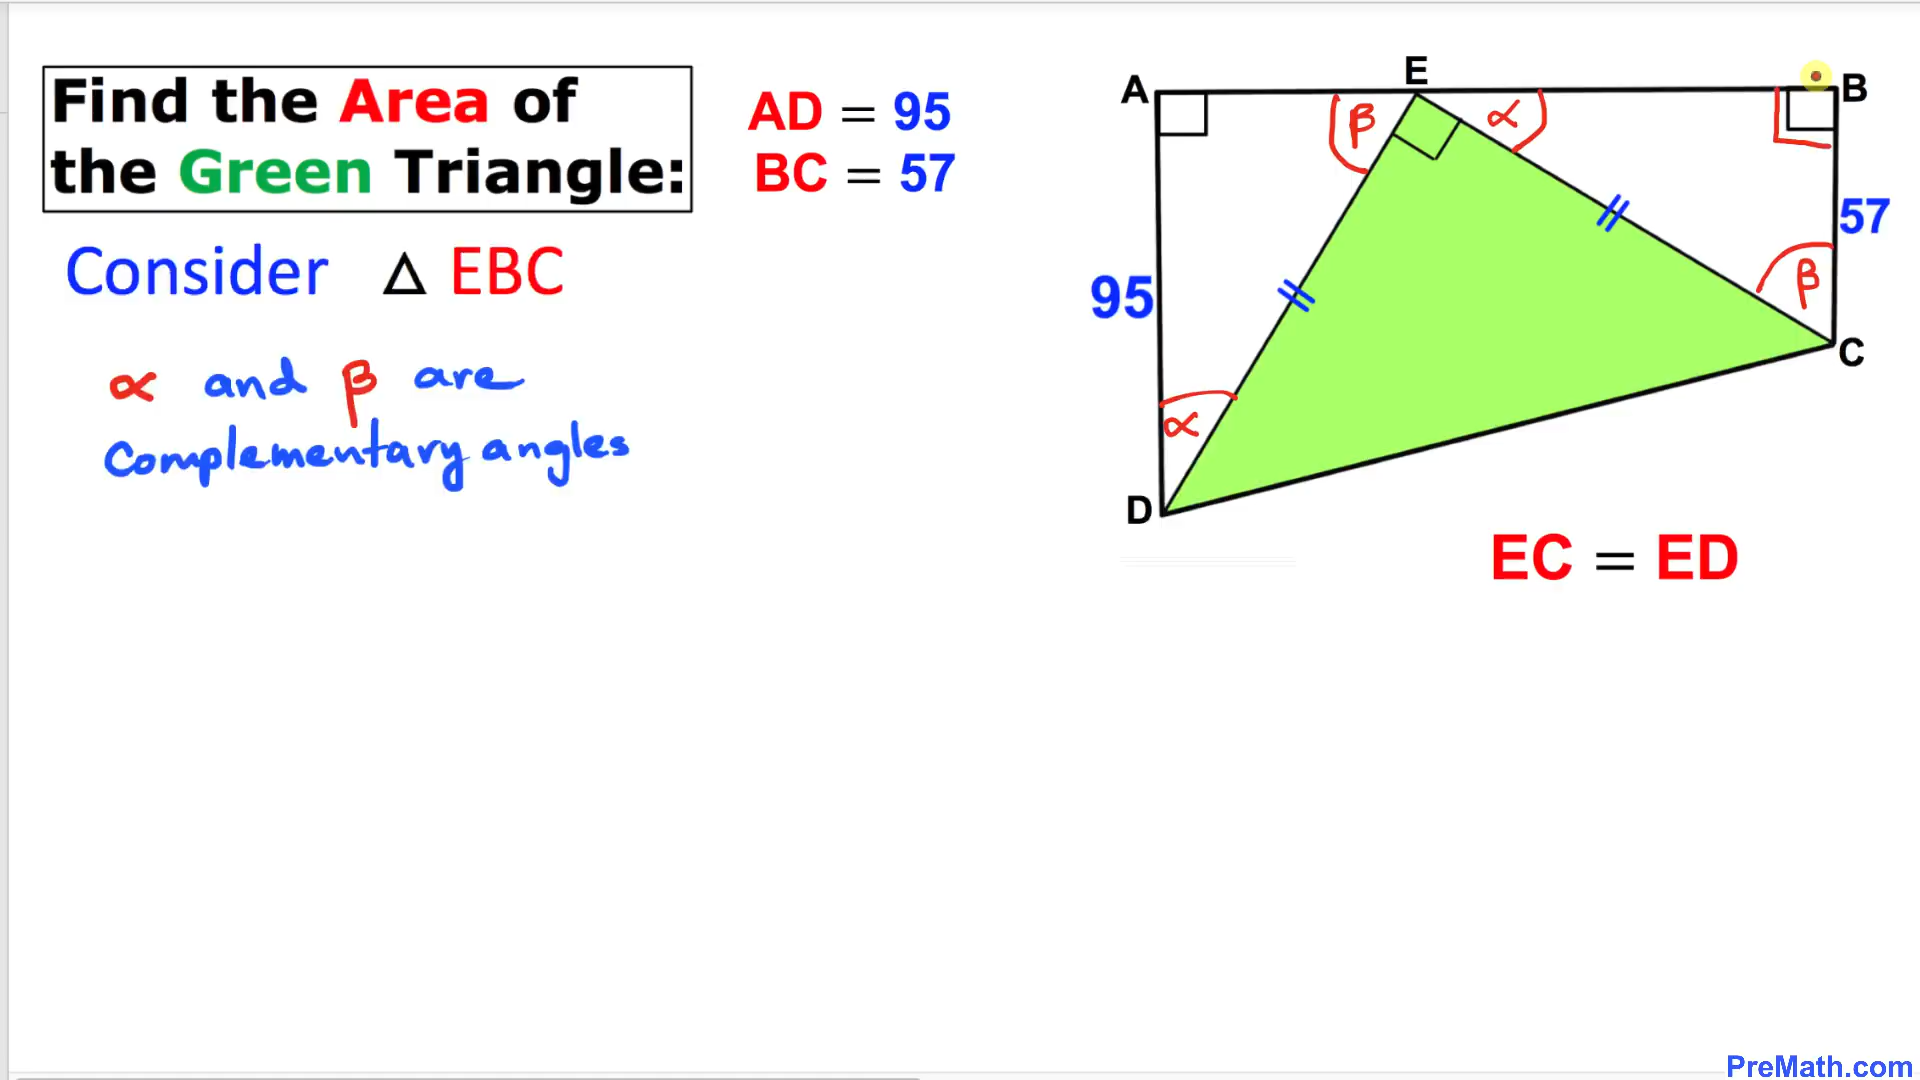 Find the Area of
the Green Triangle:
AD = 95
BC = 57
Consider △ EBC
α and β are
complementary angles
A
E
B
β
α
57
95
β
C
α
D
EC = ED
PreMath.com